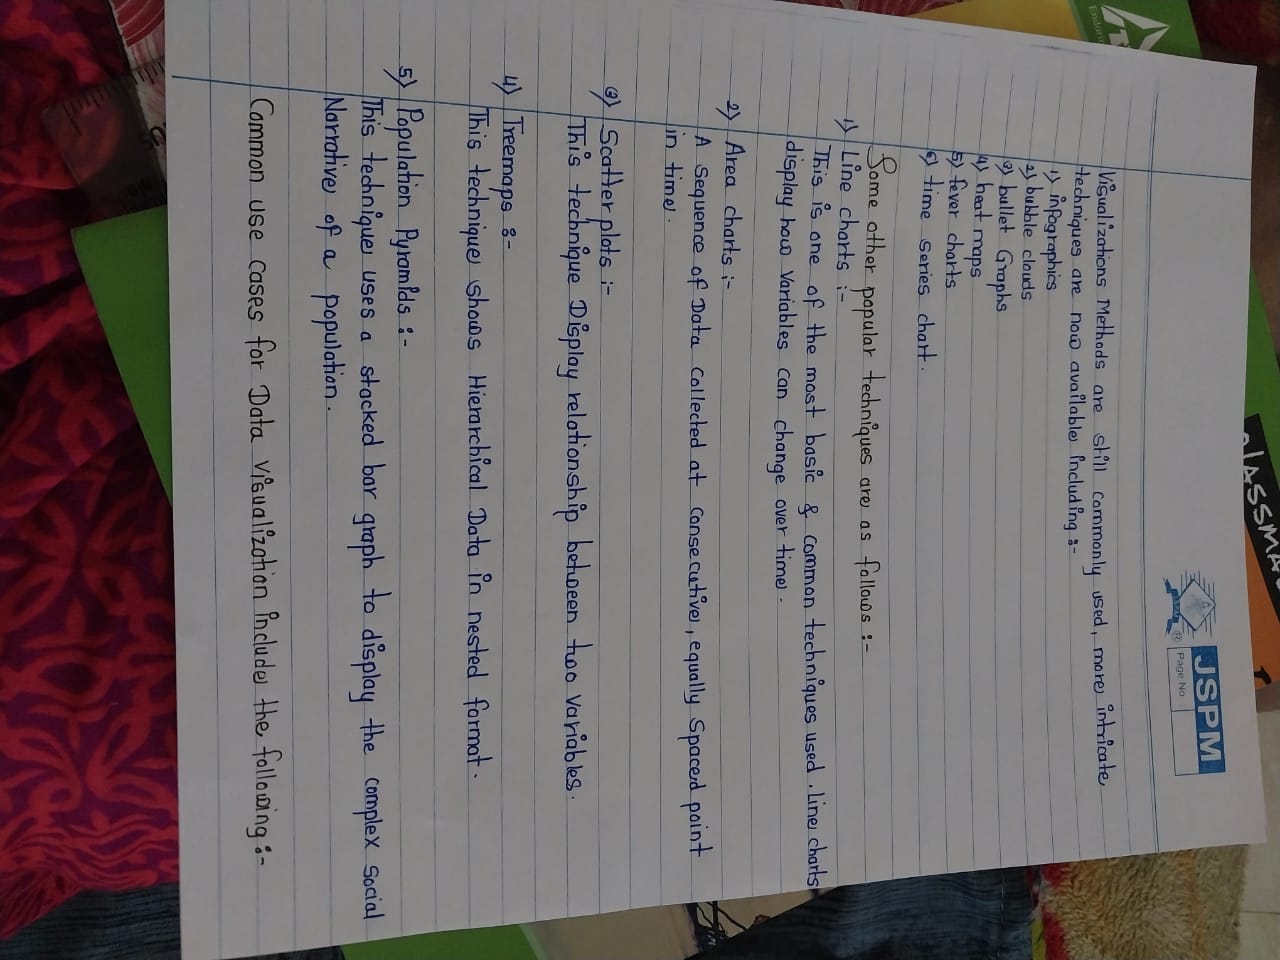 CLASSMA
JSPM
JSPM
Page No
Enduri
Visualizations Methods are still commonly used, more intricate
techniques are now available including :-
1) infographics
2) bubble clouds
3) bullet Graphs
4) heat maps
5) fever charts
6) time series chart.
Some other popular techniques are as follows :-
1) Line charts :-
This is one of the most basic & common techniques used. Line charts
display how Variables can change over time.
2) Area charts :-
A Sequence of Data Collected at Consecutive, equally Spaced point
in time.
3) Scatter plots :-
This technique Display relationship between two variables.
4) Treemaps :-
This technique shows Hierarchical Data in nested format.
5) Population Pyramids :-
This technique uses a stacked bar graph to display the complex Social
Narrative of a population.
Common use cases for Data Visualization include the following :-